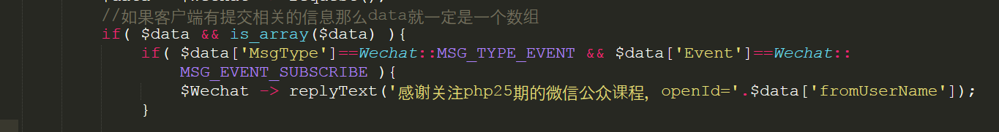 //如果客户端有提交相关的信息那么data就一定是一个数组
if( $data && is_array($data) ){
if( $data['MsgType']==Wechat::MSG_TYPE_EVENT && $data['Event']==Wechat::
MSG_EVENT_SUBSCRIBE ){
$Wechat -> replyText('感谢关注php25期的微信公众课程，openId='.$data['fromUserName']);
}